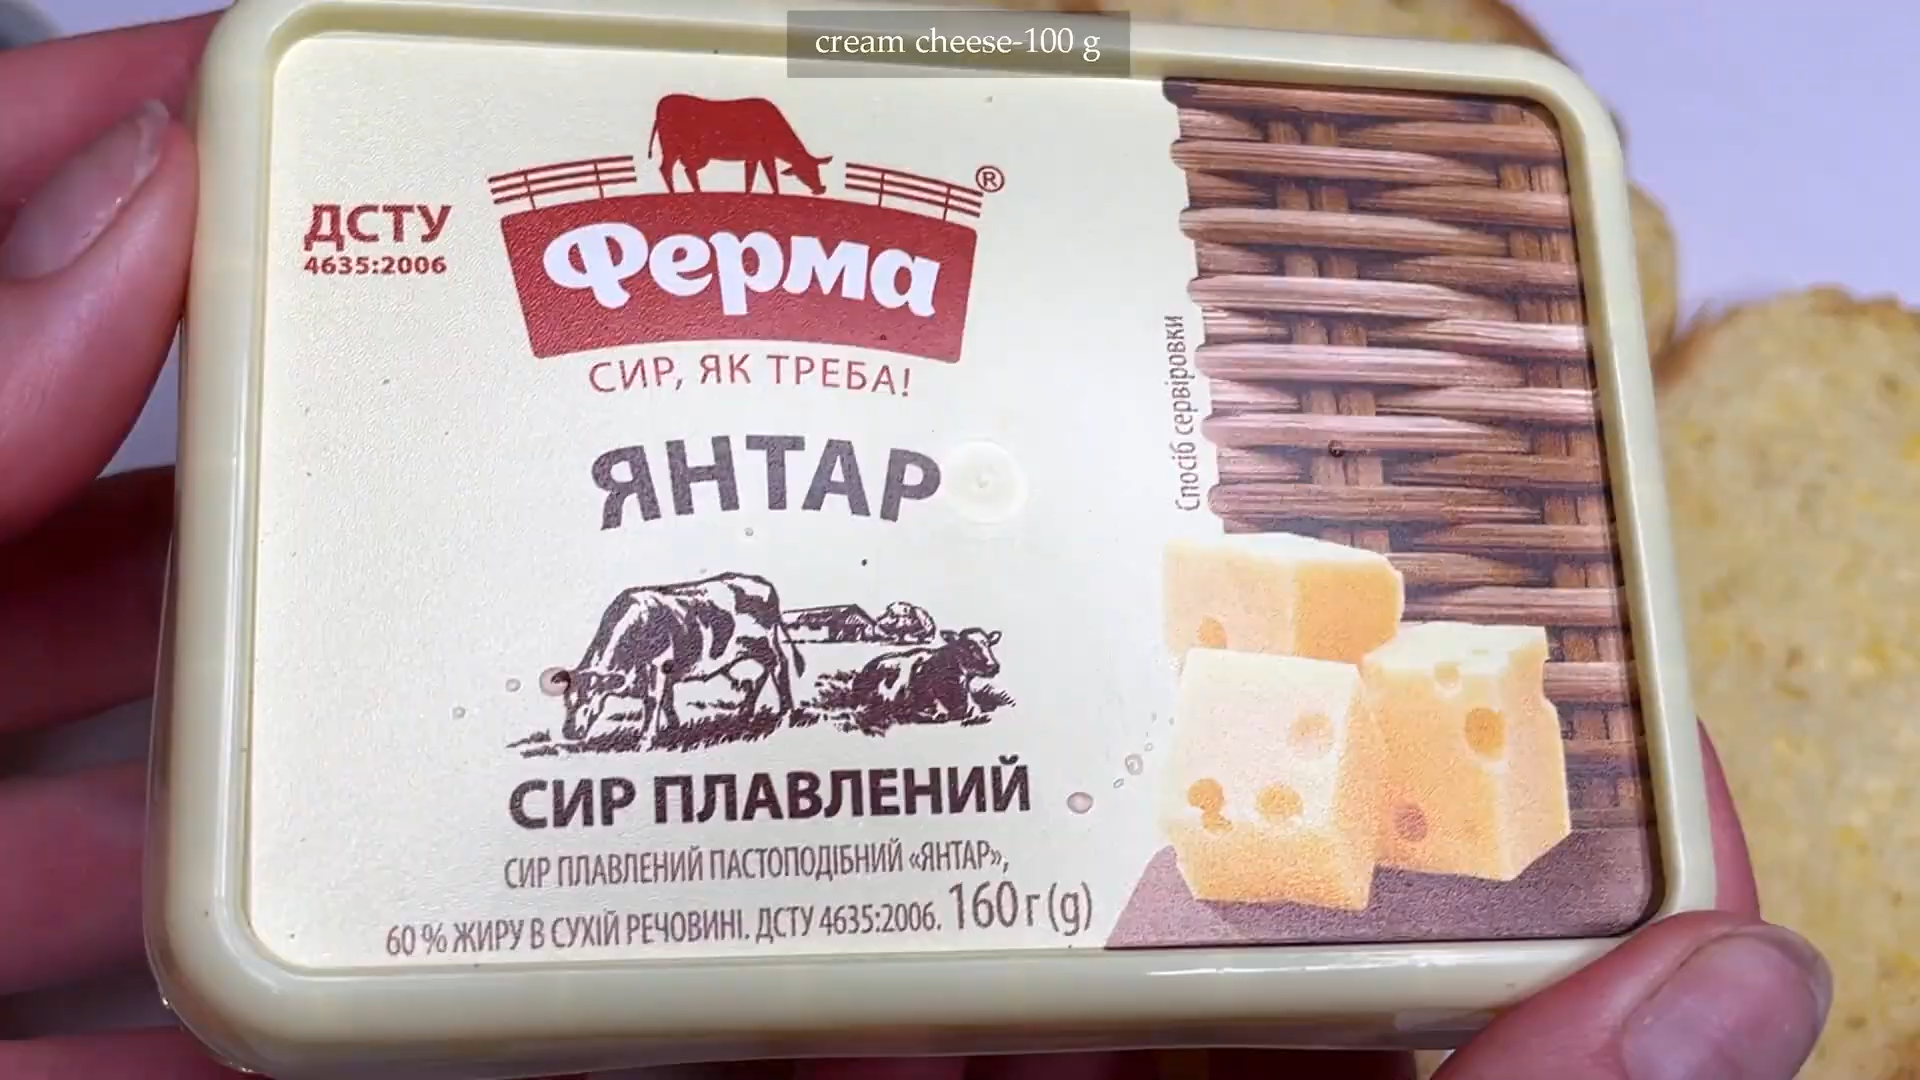 cream cheese-100 g
ДСТУ
4635:2006
®
Ферма
СИР, ЯК ТРЕБА!
ЯНТАР
Спосіб сервіровки
СИР ПЛАВЛЕНИЙ
СИР ПЛАВЛЕНИЙ ПАСТОПОДІБНИЙ «ЯНТАР»,
60 % ЖИРУ В СУХІЙ РЕЧОВИНІ. ДСТУ 4635:2006. 160 г (g)